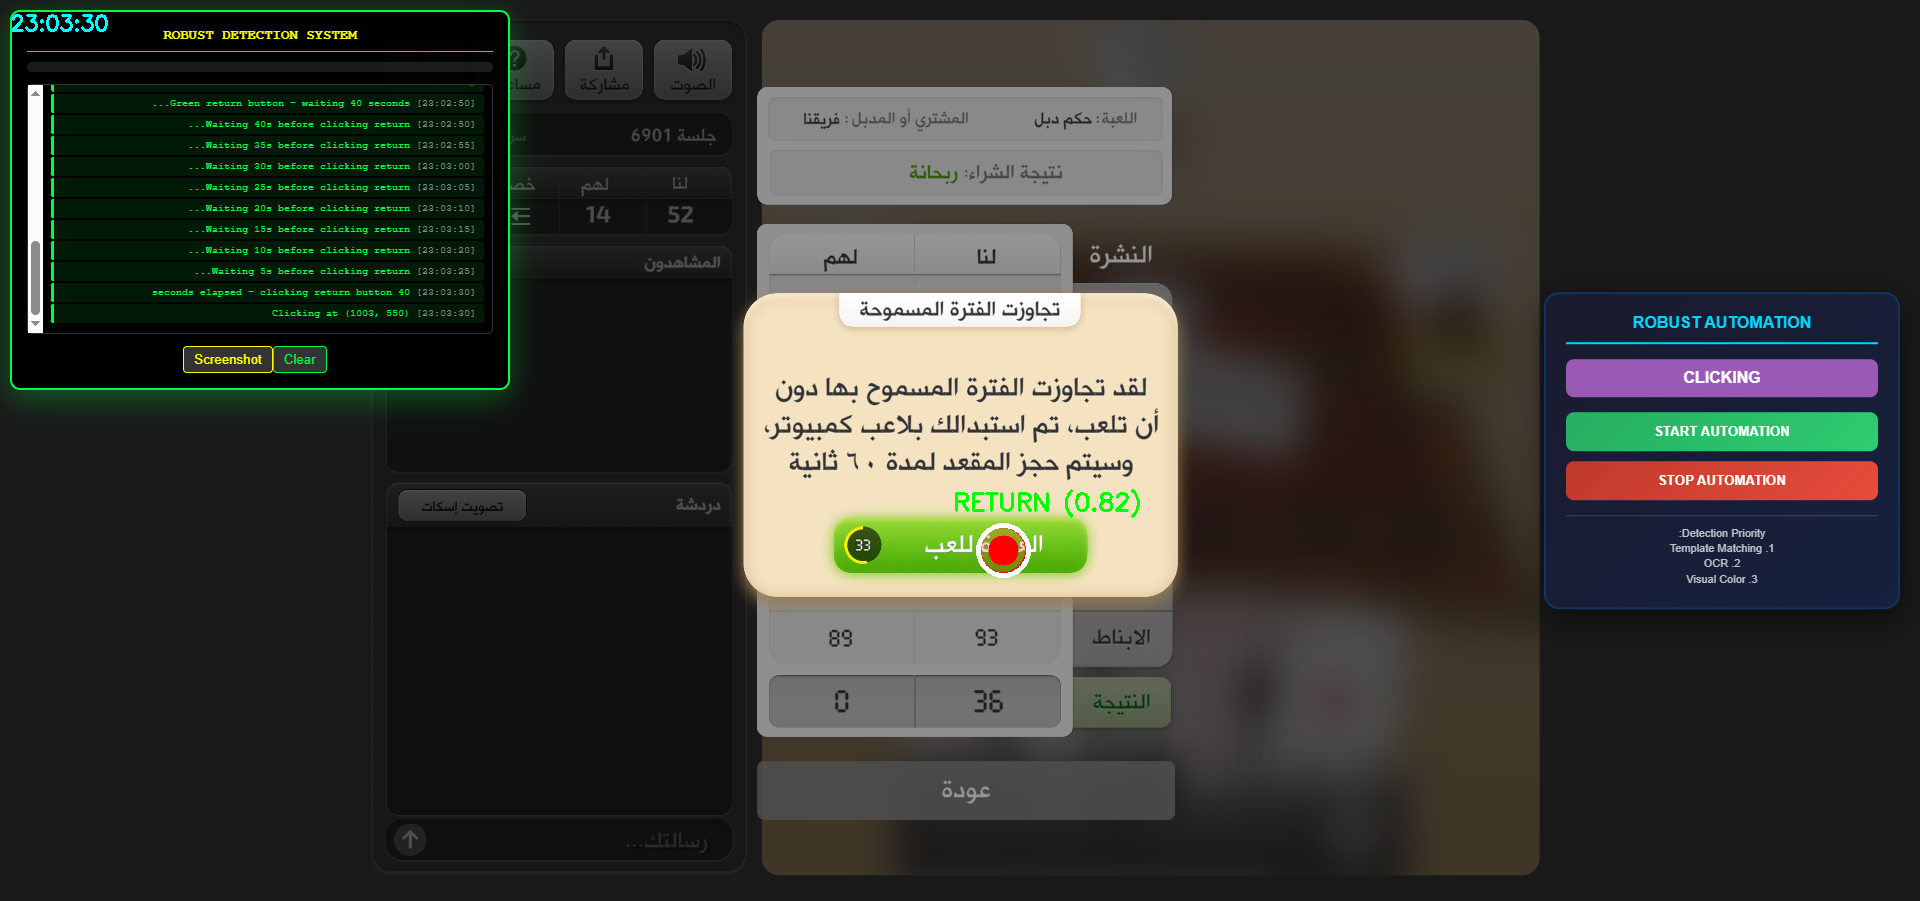 23:03:30
ROBUST DETECTION SYSTEM
...Green return button - waiting 40 seconds [23:02:50]
...Waiting 40s before clicking return [23:02:50]
...Waiting 35s before clicking return [23:02:55]
...Waiting 30s before clicking return [23:03:00]
...Waiting 25s before clicking return [23:03:05]
...Waiting 20s before clicking return [23:03:10]
...Waiting 15s before clicking return [23:03:15]
...Waiting 10s before clicking return [23:03:20]
...Waiting 5s before clicking return [23:03:25]
seconds elapsed - clicking return button 40 [23:03:30]
Clicking at (1003, 550) [23:03:30]
Screenshot
Clear
الصوت
مشاركة
جلسة 6901
لنا
لهم
52
14
المشاهدون
دردشة
تصويت إسكات
رسالتك...
اللعبة: حكم دبل
المشتري أو المدبل: فريقنا
نتيجة الشراء: ربحانة
النشرة
لنا
لهم
تجاوزت الفترة المسموحة
لقد تجاوزت الفترة المسموح بها دون
أن تلعب، تم استبدالك بلاعب كمبيوتر،
وسيتم حجز المقعد لمدة ٦٠ ثانية
RETURN (0.82)
للعب
33
الابناط
93
89
النتيجة
36
0
عودة
ROBUST AUTOMATION
CLICKING
START AUTOMATION
STOP AUTOMATION
:Detection Priority
Template Matching .1
OCR .2
Visual Color .3